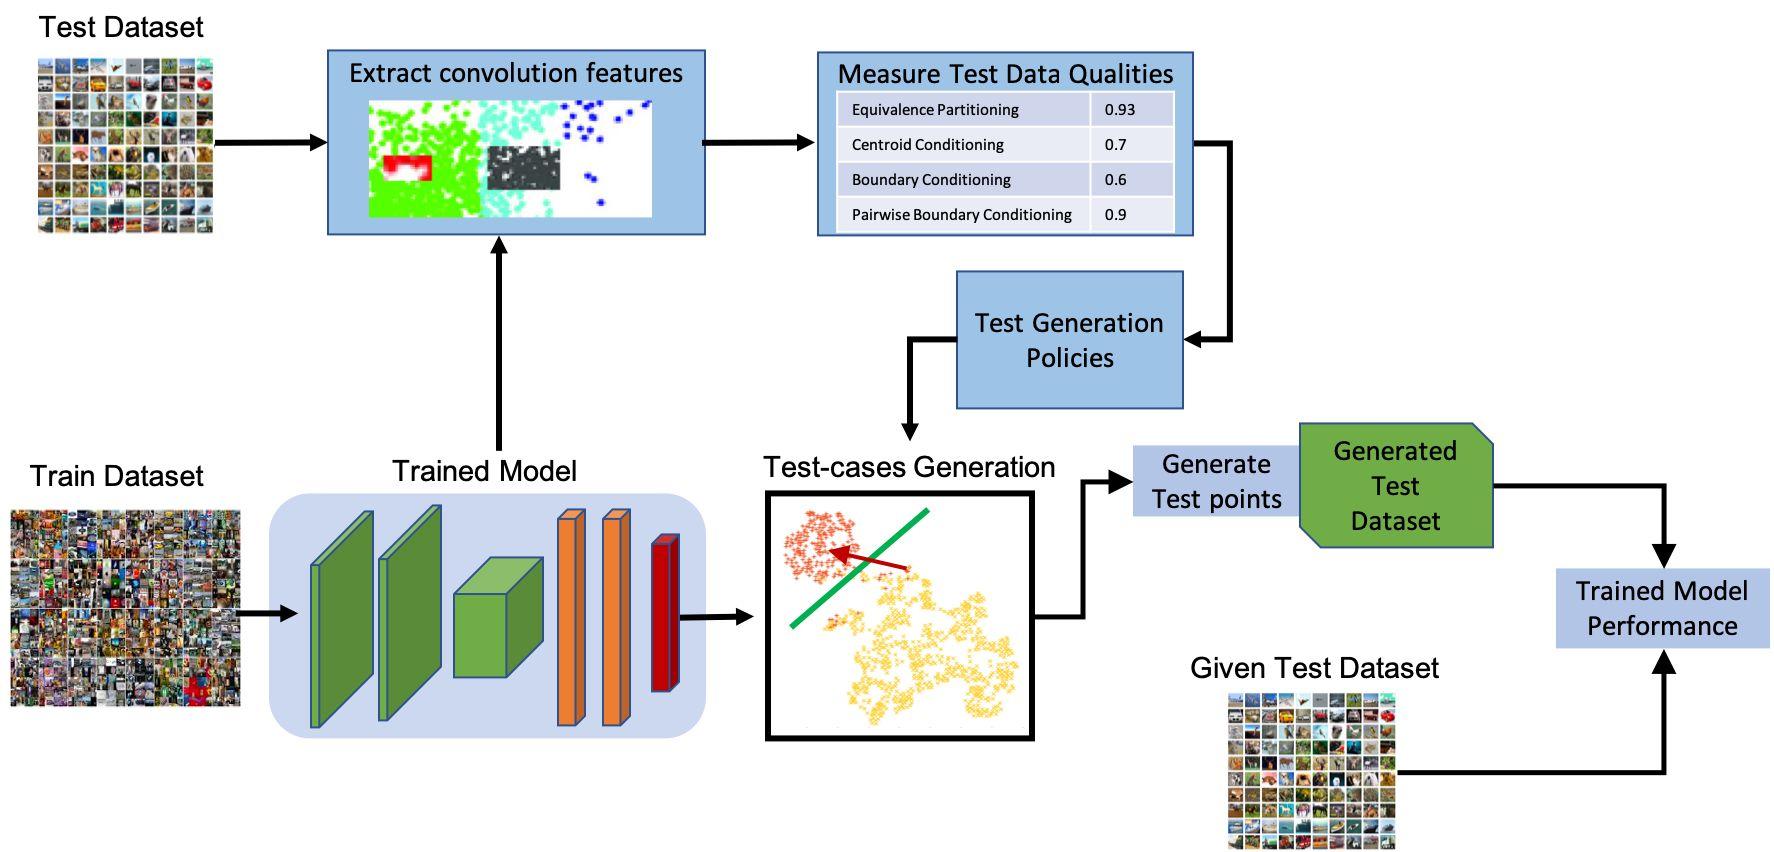 Test Dataset
Extract convolution features
Measure Test Data Qualities
Equivalence Partitioning 0.93
Centroid Conditioning 0.7
Boundary Conditioning 0.6
Pairwise Boundary Conditioning 0.9
Test Generation
Policies
Train Dataset
Trained Model
Test-cases Generation
Generate
Test points
Generated
Test
Dataset
Trained Model
Performance
Given Test Dataset